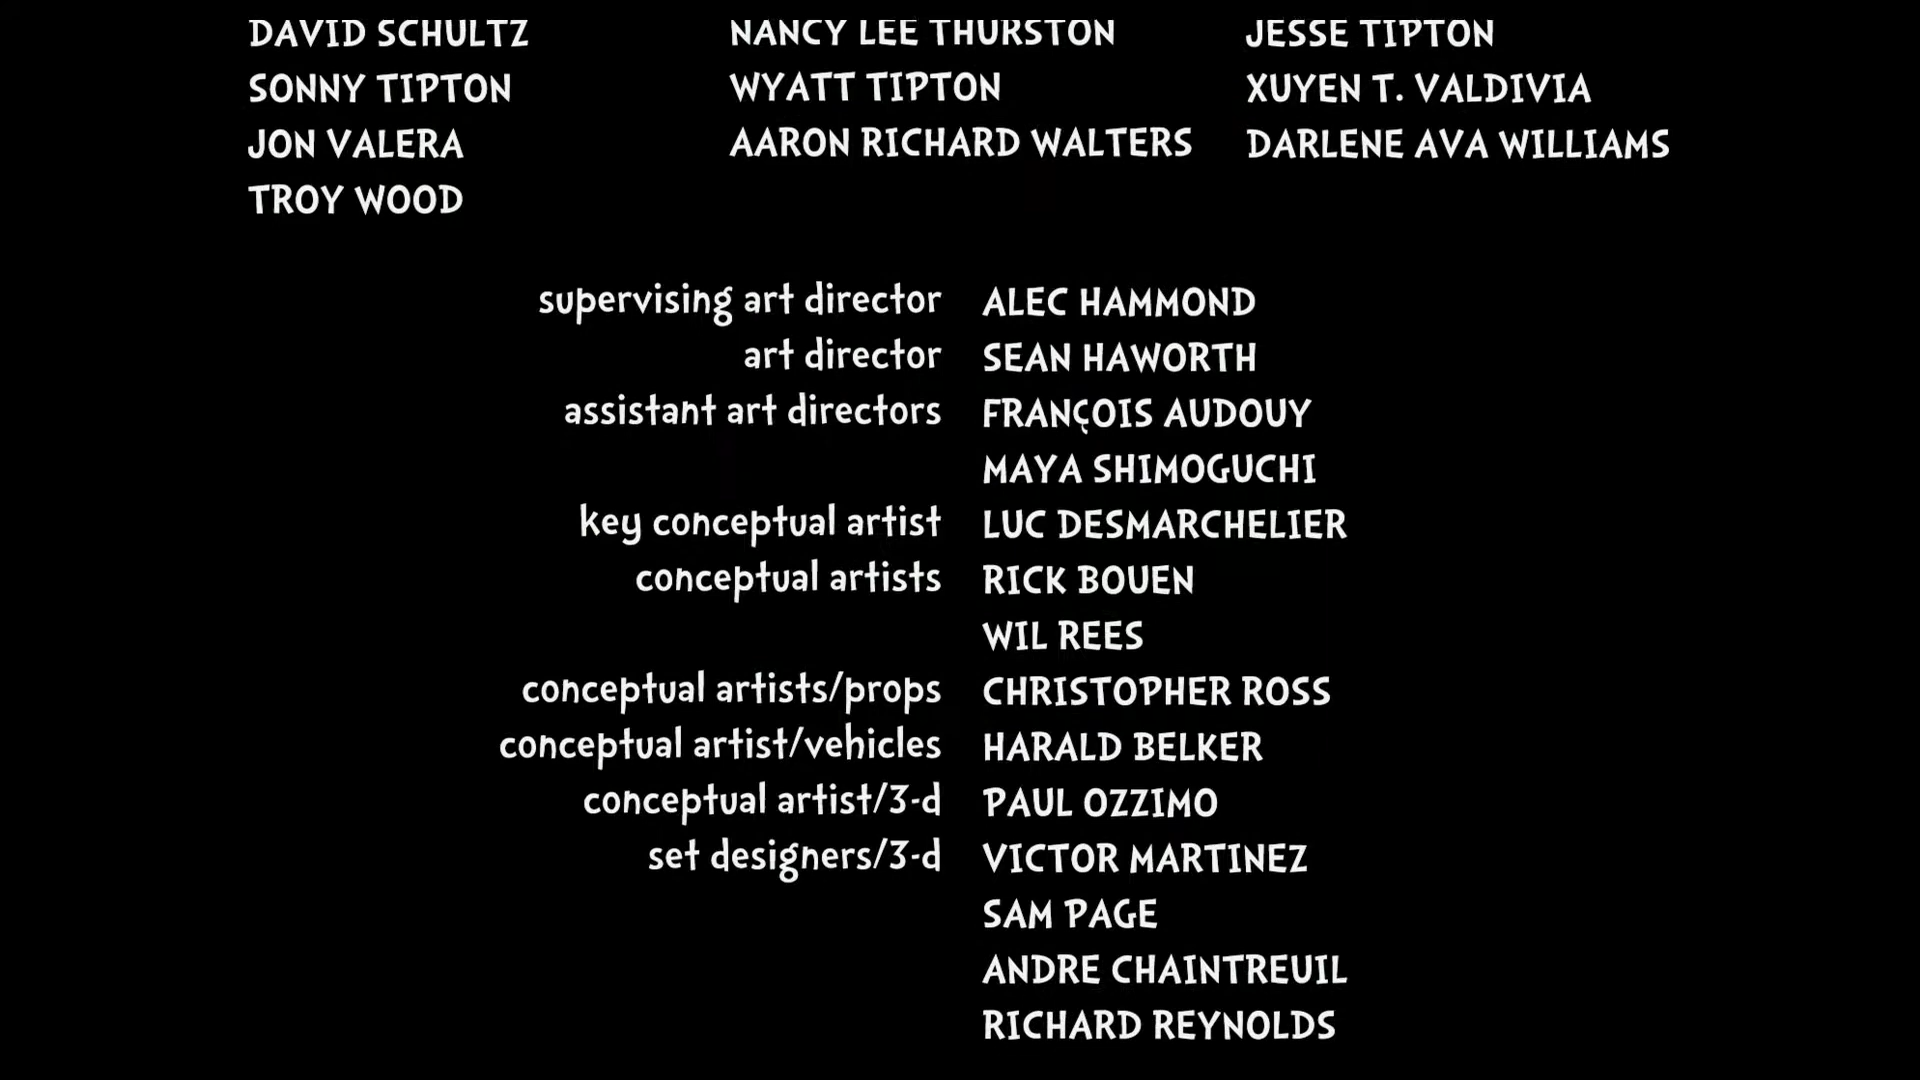 DAVID SCHULTZ NANCY LEE THURSTON JESSE TIPTON
SONNY TIPTON WYATT TIPTON XUYEN T. VALDIVIA
JON VALERA AARON RICHARD WALTERS DARLENE AVA WILLIAMS
TROY WOOD
supervising art director ALEC HAMMOND
art director SEAN HAWORTH
assistant art directors FRANÇOIS AUDOUY
MAYA SHIMOGUCHI
key conceptual artist LUC DESMARCHELIER
conceptual artists RICK BOUEN
WIL REES
conceptual artists/props CHRISTOPHER ROSS
conceptual artist/vehicles HARALD BELKER
conceptual artist/3-d PAUL OZZIMO
set designers/3-d VICTOR MARTINEZ
SAM PAGE
ANDRE CHAINTREUIL
RICHARD REYNOLDS